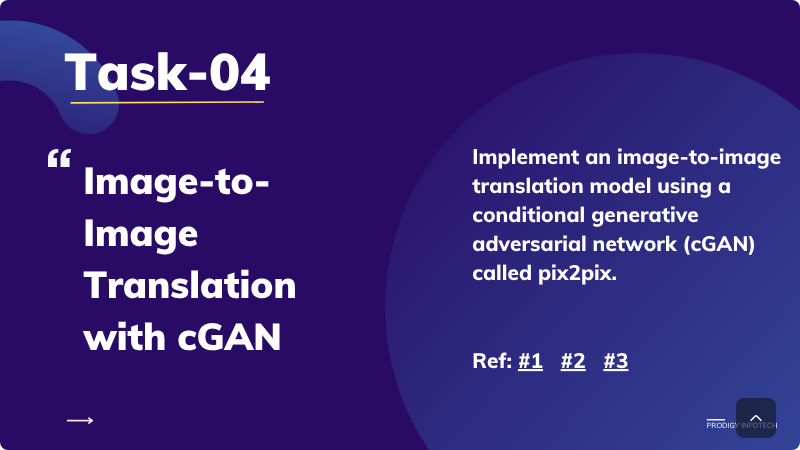 Task-04
“
Image-to-
Image
Translation
with cGAN
Implement an image-to-image
translation model using a
conditional generative
adversarial network (cGAN)
called pix2pix.
Ref: #1 #2 #3
PRODIGY INFOTECH